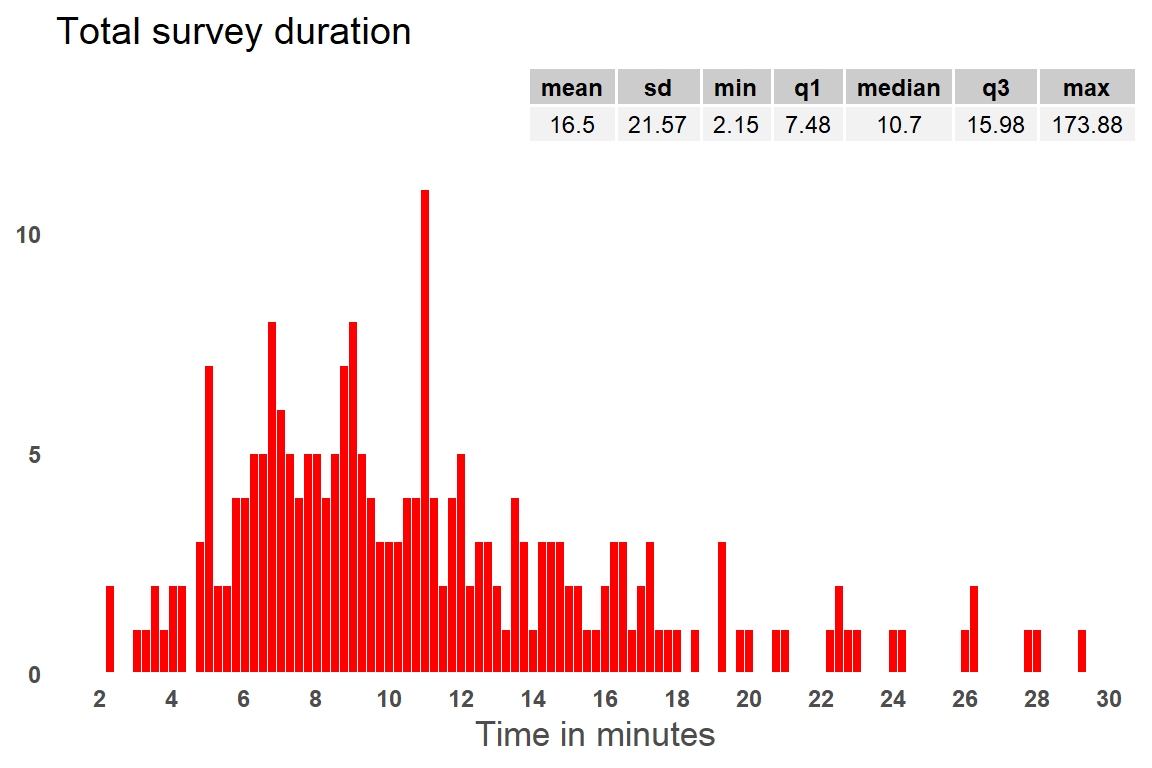 Total survey duration
mean sd min q1 median q3 max
16.5 21.57 2.15 7.48 10.7 15.98 173.88
10
5
0
2 4 6 8 10 12 14 16 18 20 22 24 26 28 30
Time in minutes